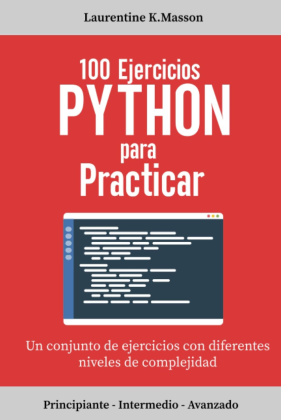 Laurentine K.Masson
100 Ejercicios
PYTHON
para
Practicar
Un conjunto de ejercicios con diferentes
niveles de complejidad
Principiante - Intermedio - Avanzado